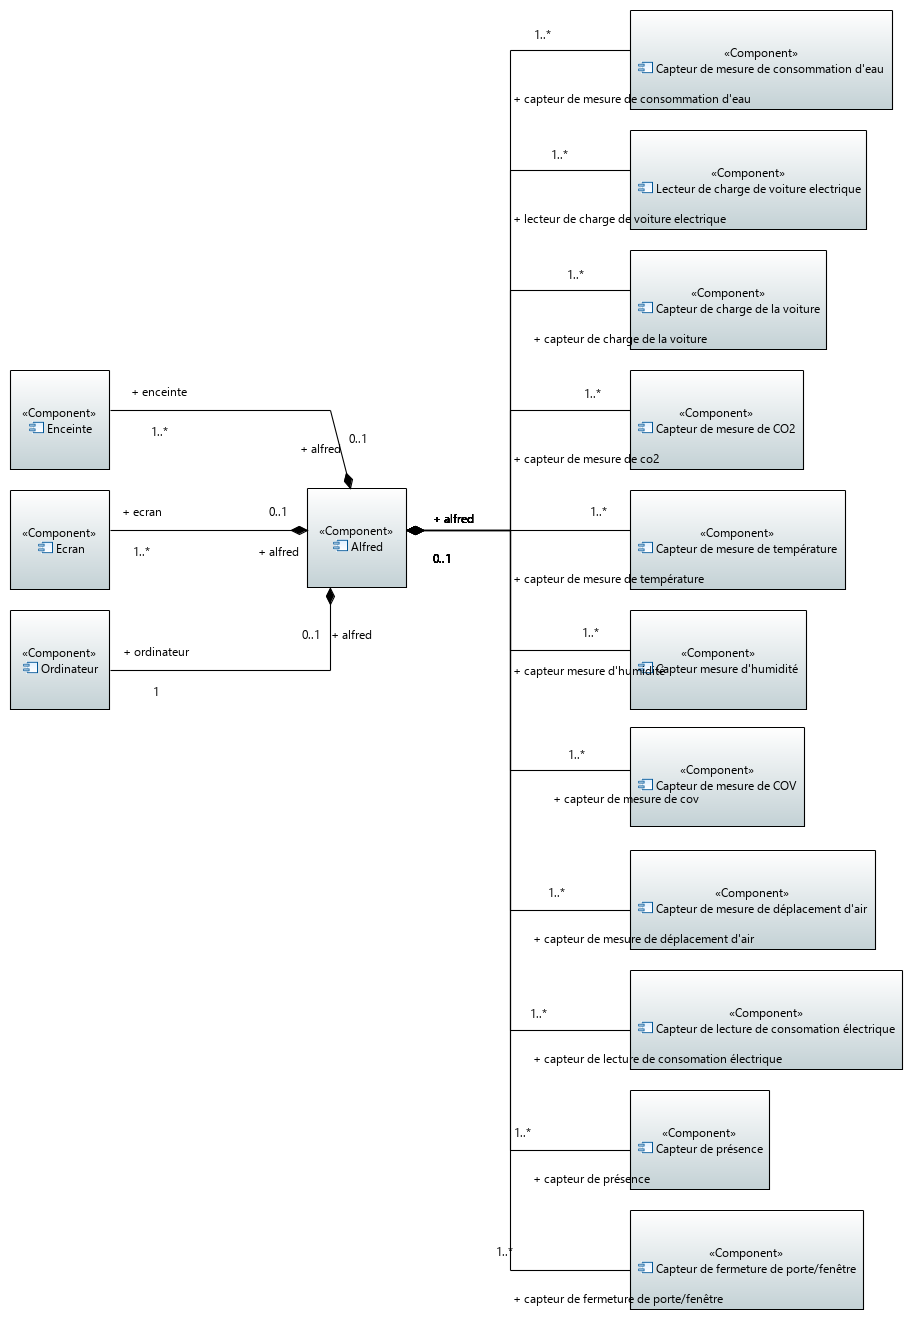 1..*
«Component»
Capteur de mesure de consommation d'eau
+ capteur de mesure de consommation d'eau
1..*
«Component»
Lecteur de charge de voiture electrique
+ lecteur de charge de voiture electrique
1..*
«Component»
Capteur de charge de la voiture
+ capteur de charge de la voiture
+ enceinte
«Component»
Enceinte
1..*
0..1
+ alfred
1..*
«Component»
Capteur de mesure de CO2
+ capteur de mesure de co2
+ ecran
«Component»
Ecran
1..*
0..1
+ alfred
«Component»
Alfred
+ alfred
0..1
1..*
«Component»
Capteur de mesure de température
+ capteur de mesure de température
«Component»
Ordinateur
+ ordinateur
1
0..1
+ alfred
1..*
«Component»
Capteur mesure d'humidité
+ capteur mesure d'humidité
1..*
«Component»
Capteur de mesure de COV
+ capteur de mesure de cov
1..*
«Component»
Capteur de mesure de déplacement d'air
+ capteur de mesure de déplacement d'air
1..*
«Component»
Capteur de lecture de consomation électrique
+ capteur de lecture de consomation électrique
1..*
«Component»
Capteur de présence
+ capteur de présence
1..*
«Component»
Capteur de fermeture de porte/fenêtre
+ capteur de fermeture de porte/fenêtre